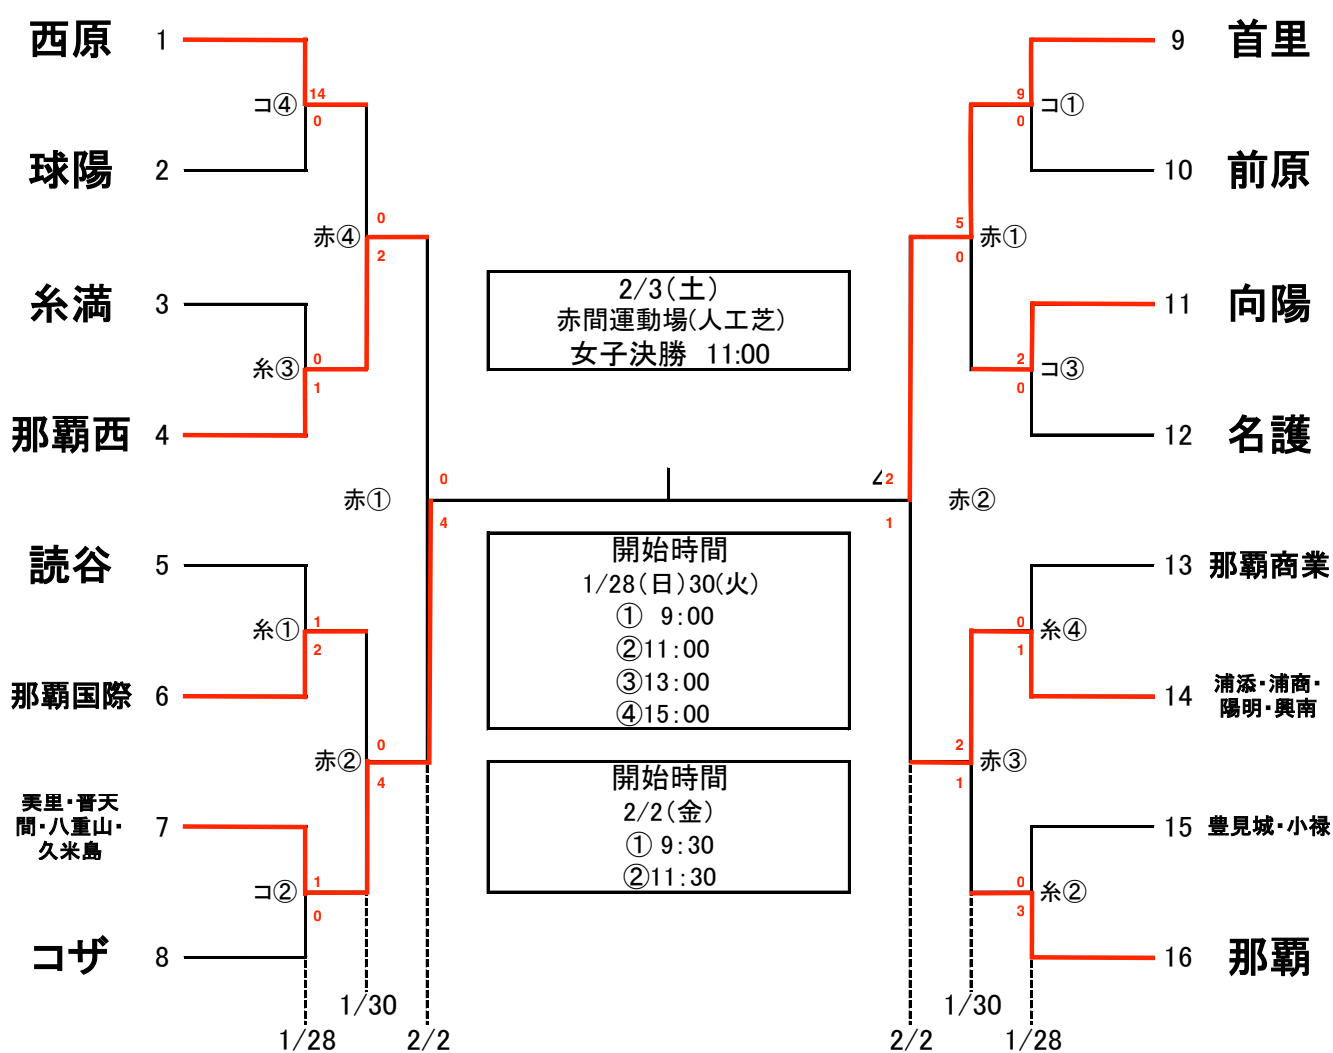 西原 1
14
コ④
0
球陽 2
0
赤④
2
糸満 3
0
糸③
1
那覇西 4
0
赤①
4
読谷 5
1
糸①
2
那覇国際 6
0
赤②
4
美里・普天
間・八重山・
久米島
7
1
コ②
0
コザ 8
1/28
1/30
2/2
2/3(土)
赤間運動場(人工芝)
女子決勝 11:00
開始時間
1/28(日)30(火)
① 9:00
②11:00
③13:00
④15:00
開始時間
2/2(金)
① 9:30
②11:30
9 首里
9
コ①
0
10 前原
5
赤①
0
11 向陽
2
コ③
0
12 名護
2
赤②
1
13 那覇商業
0
糸④
1
14
浦添・浦商・
陽明・興南
2
赤③
1
15 豊見城・小禄
0
糸②
3
16 那覇
2/2
1/30
1/28